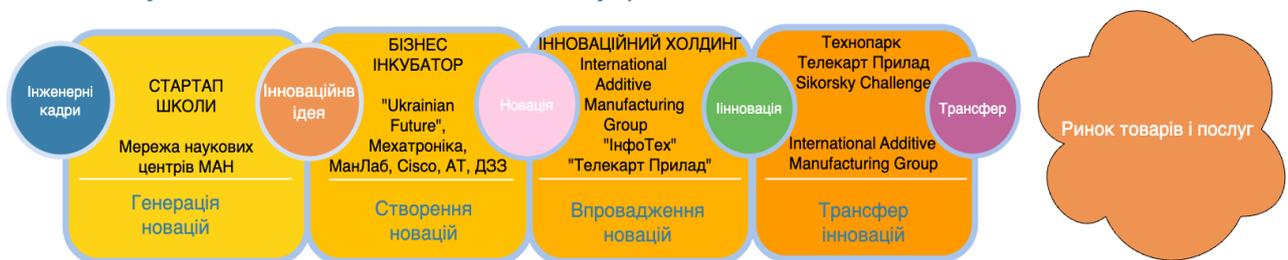 Інженерні
кадри
СТАРТАП
ШКОЛИ
Мережа наукових
центрів МАН
Генерація
новацій
Інноваційнв
ідея
БІЗНЕС
ІНКУБАТОР
"Ukrainian
Future",
Мехатроніка,
МанЛаб, Cisco, АТ, ДЗЗ
Створення
новацій
Новація
ІННОВАЦІЙНИЙ ХОЛДИНГ
International
Additive
Manufacturing
Group
"ІнфоТех"
"Телекарт Прилад"
Впровадження
новацій
Іінновація
Технопарк
Телекарт Прилад
Sikorsky Challenge
International Additive
Manufacturing Group
Трансфер
інновацій
Трансфер
Ринок товарів і послуг